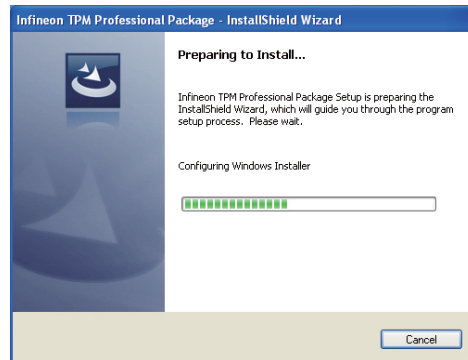 Infineon TPM Professional Package - InstallShield Wizard
Preparing to Install...
Infineon TPM Professional Package Setup is preparing the
InstallShield Wizard, which will guide you through the program
setup process. Please wait.
Configuring Windows Installer
Cancel